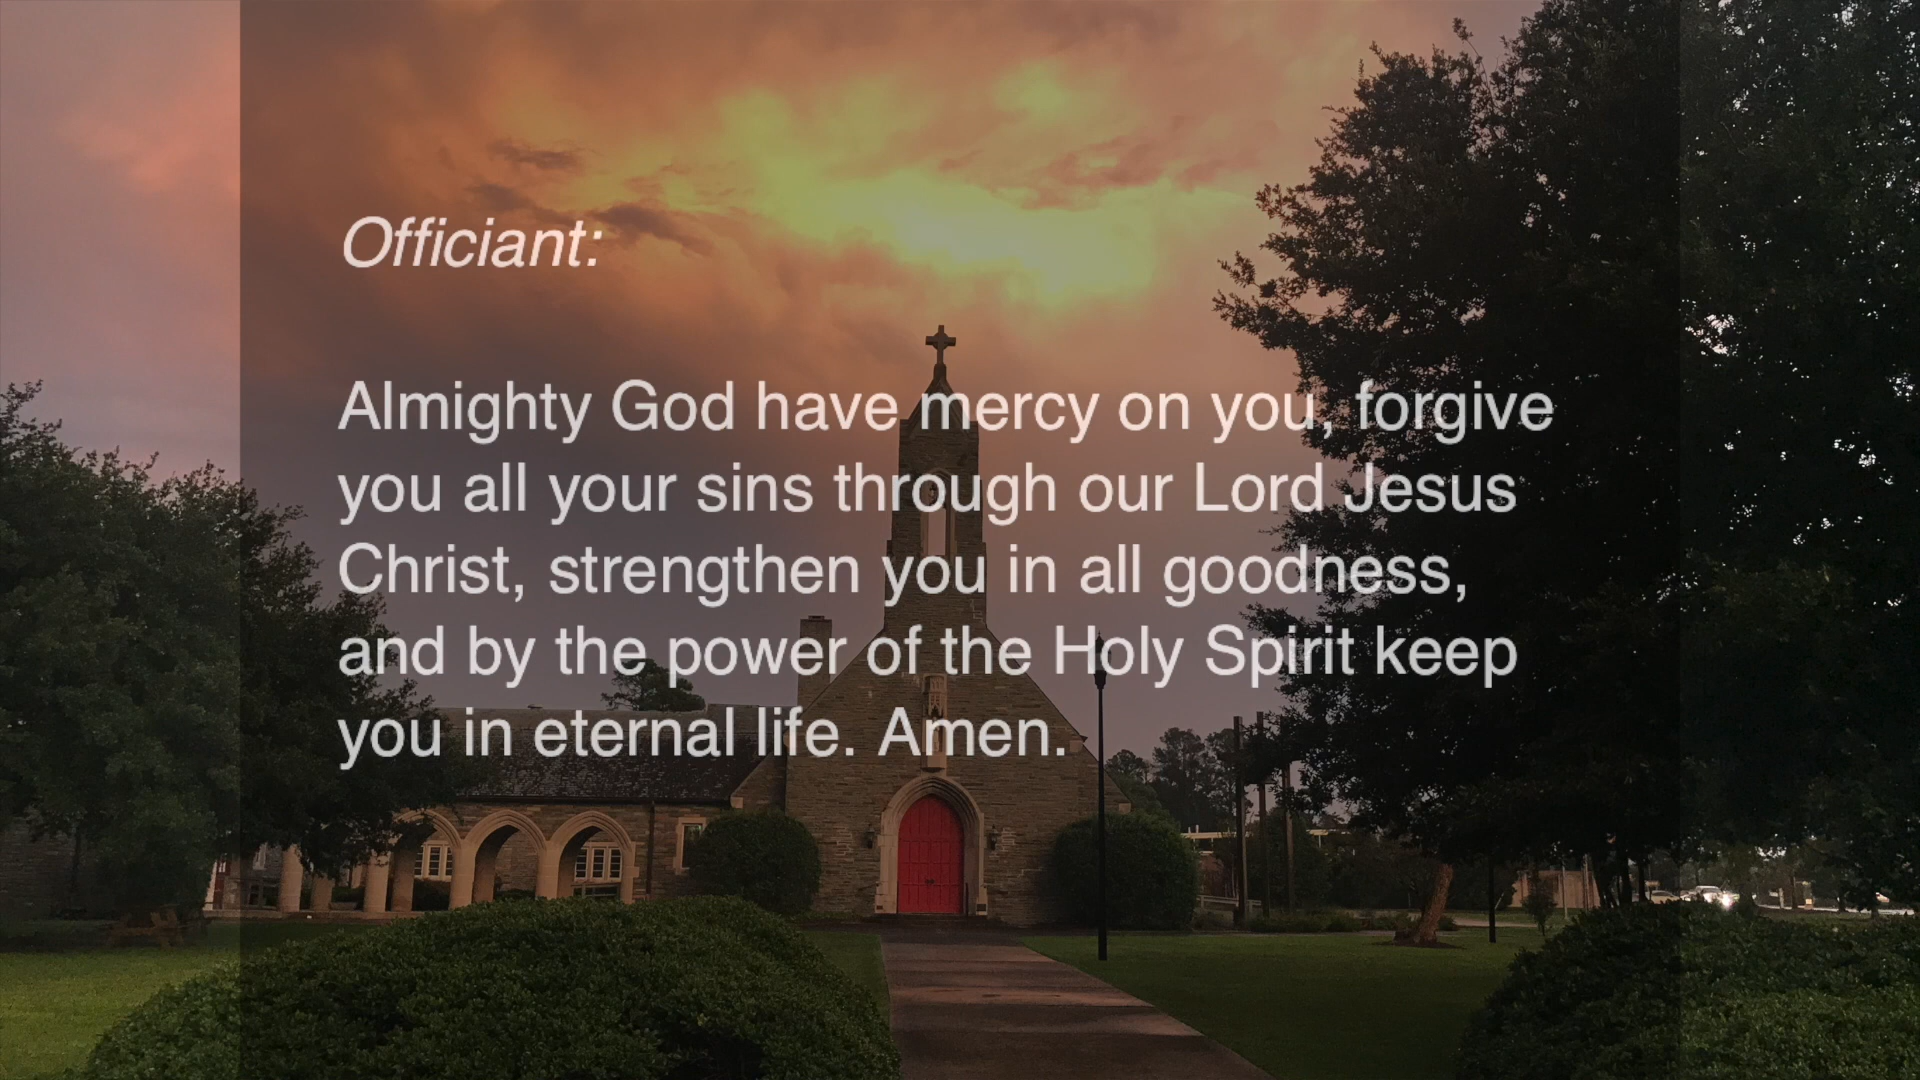 Officiant:
Almighty God have mercy on you, forgive
you all your sins through our Lord Jesus
Christ, strengthen you in all goodness,
and by the power of the Holy Spirit keep
you in eternal life. Amen.